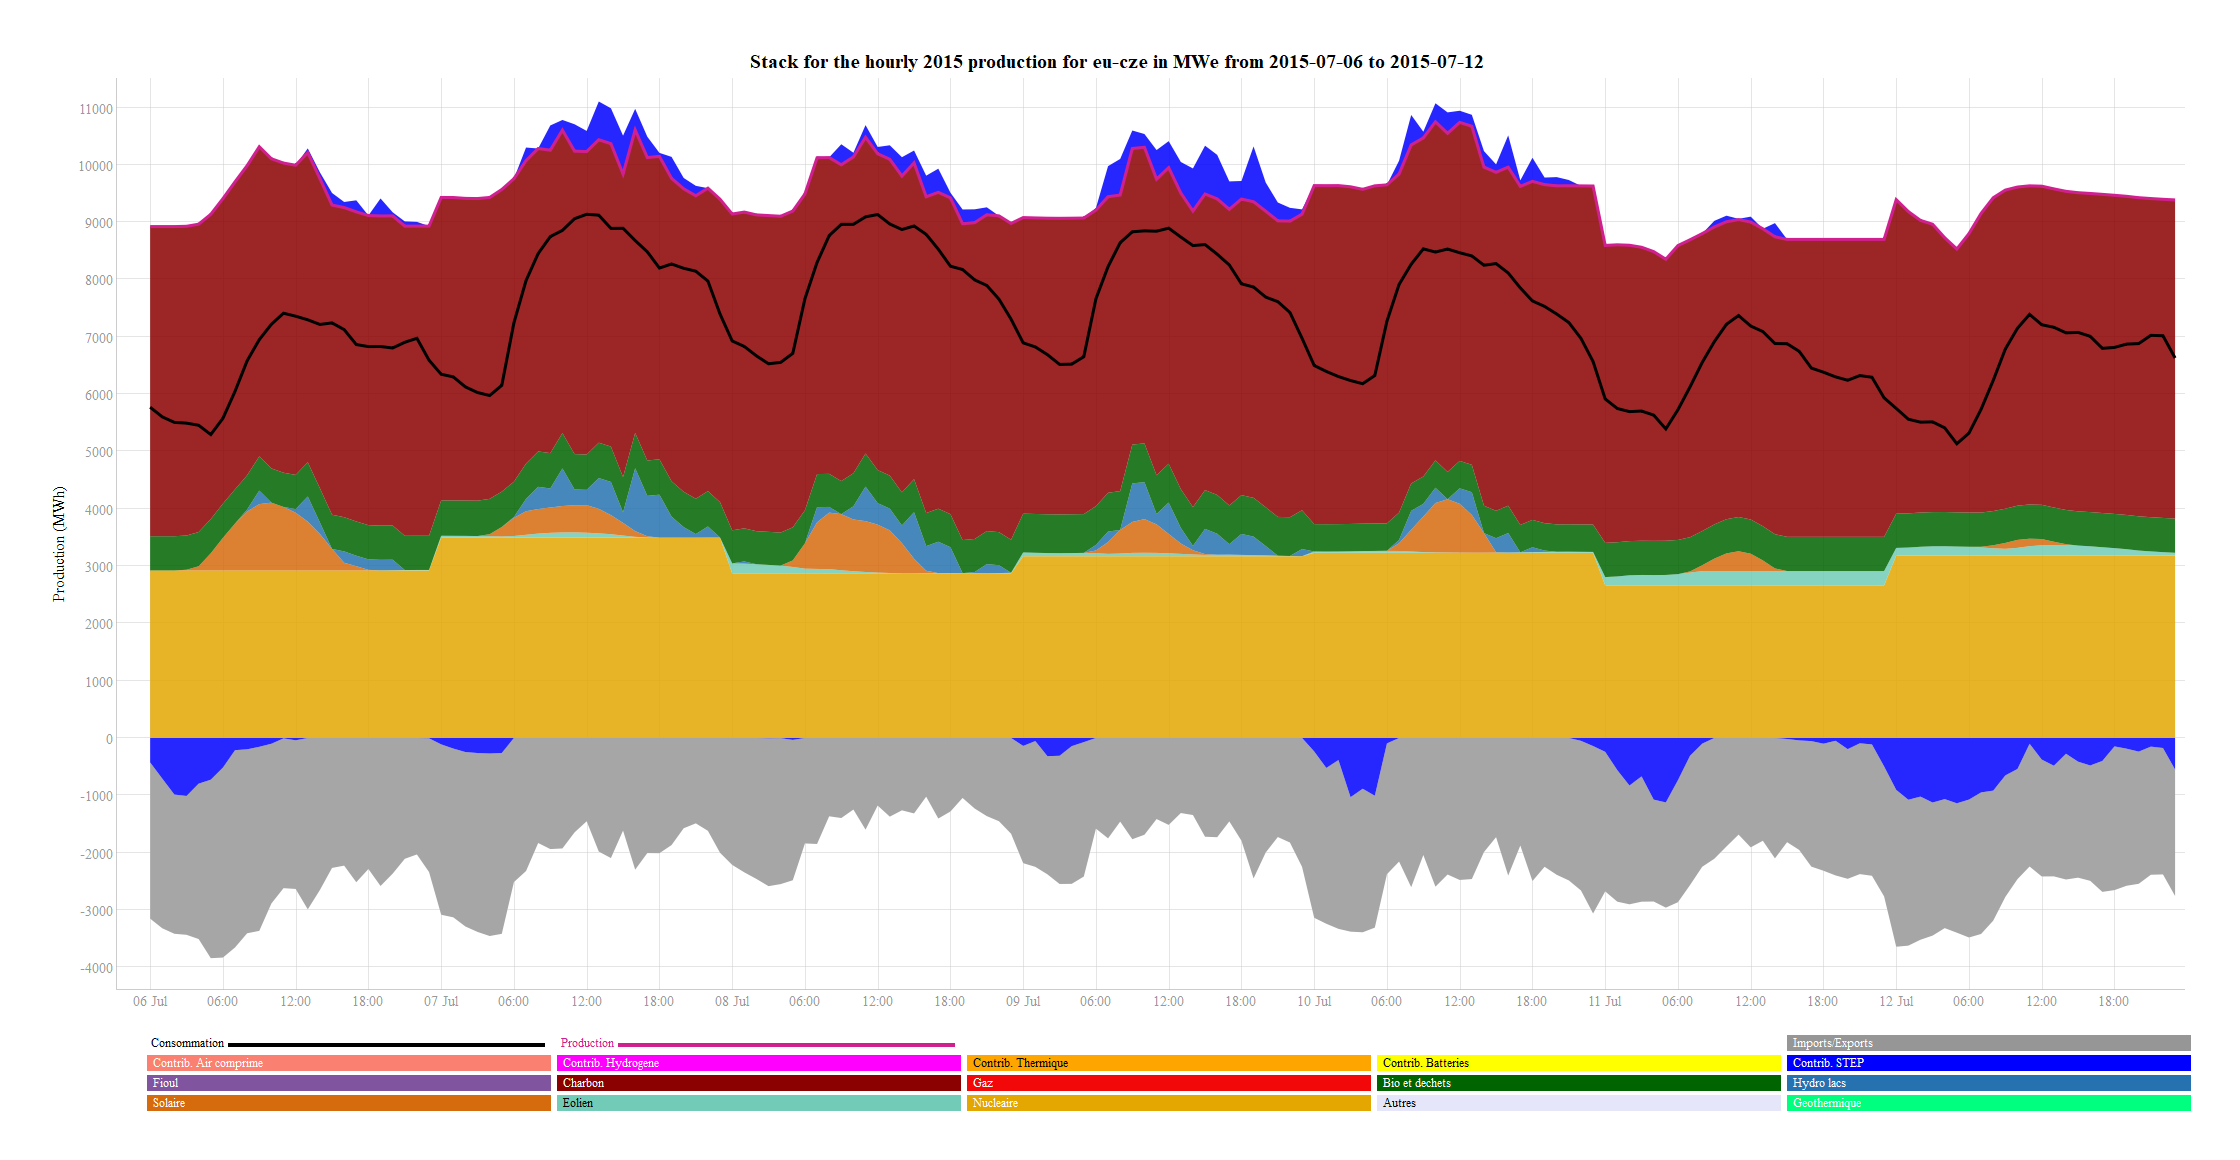 Stack for the hourly 2015 production for eu-cze in MWe from 2015-07-06 to 2015-07-12
Production (MWh)
11000
10000
9000
8000
7000
6000
5000
4000
3000
2000
1000
0
-1000
-2000
-3000
-4000
06 Jul 06:00 12:00 18:00 07 Jul 06:00 12:00 18:00 08 Jul 06:00 12:00 18:00 09 Jul 06:00 12:00 18:00 10 Jul 06:00 12:00 18:00 11 Jul 06:00 12:00 18:00 12 Jul 06:00 12:00 18:00
Consommation Production Imports/Exports
Contrib. Air comprime Contrib. Hydrogene Contrib. Thermique Contrib. Batteries Contrib. STEP
Fioul Charbon Gaz Bio et dechets Hydro lacs
Solaire Eolien Nucleaire Autres Geothermique